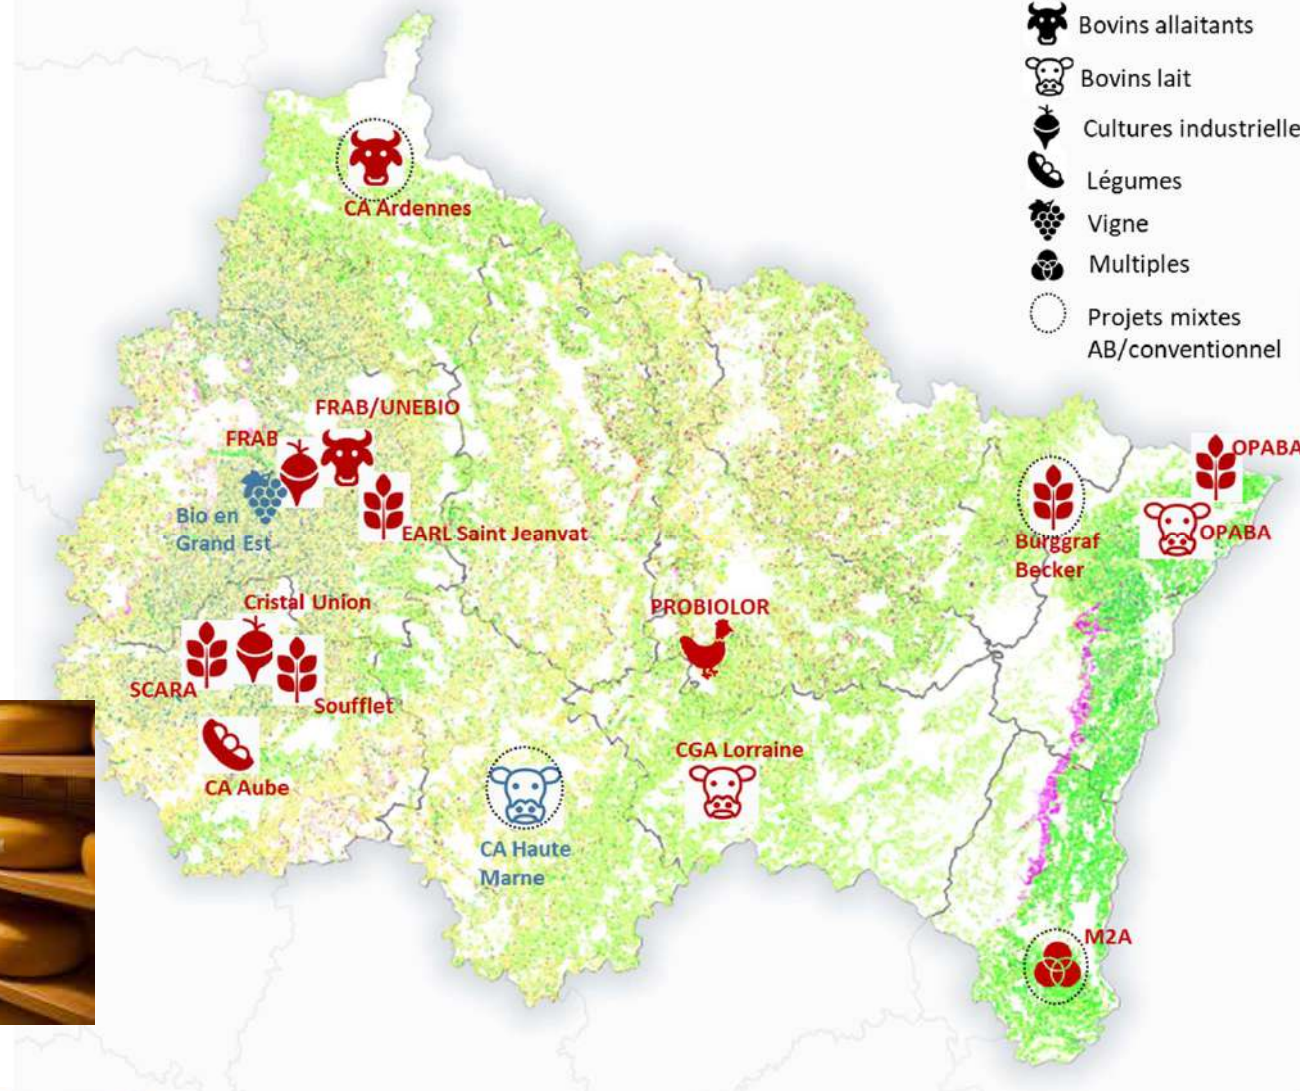 Bovins allaitants
Bovins lait
Cultures industrielle
Légumes
Vigne
Multiples
Projets mixtes
AB/conventionnel
CA Ardennes
FRAB/UNEBIO
FRAB
OPABA
Bio en
Grand Est
EARL Saint Jeanvat
OPABA
Burggraf
Becker
Cristal Union
PROBIOLOR
SCARA
Soufflet
CGA Lorraine
CA Aube
CA Haute
Marne
M2A